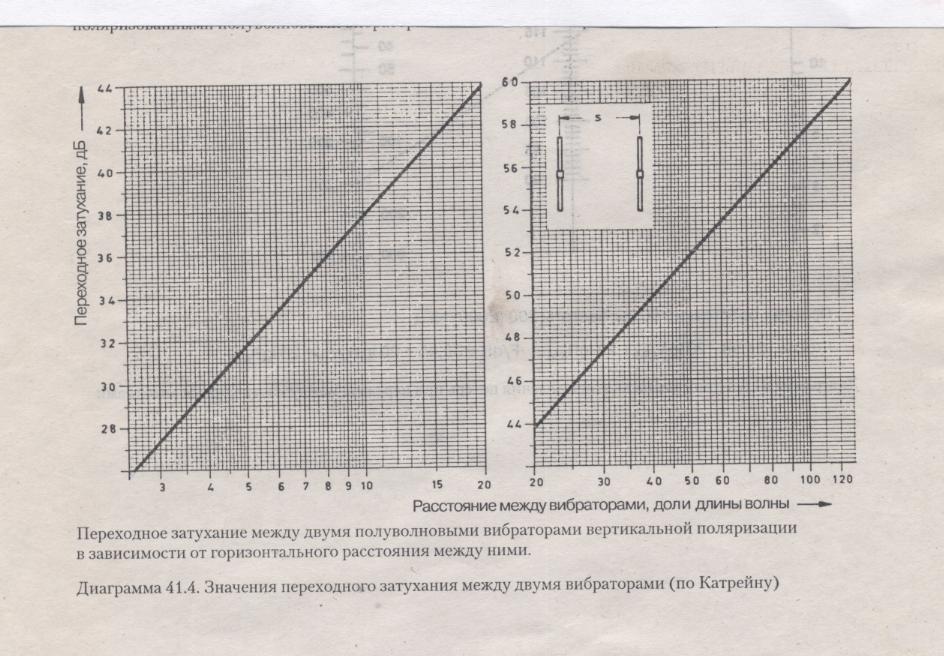 44
42
40
38
36
34
32
30
28
Переходное затухание, дБ
3 4 5 6 7 8 9 10 15 20
60
58
56
54
52
50
48
46
44
S
20 30 40 50 60 80 100 120
Расстояние между вибраторами, доли длины волны
Переходное затухание между двумя полуволновыми вибраторами вертикальной поляризации
в зависимости от горизонтального расстояния между ними.
Диаграмма 41.4. Значения переходного затухания между двумя вибраторами (по Катрейну)